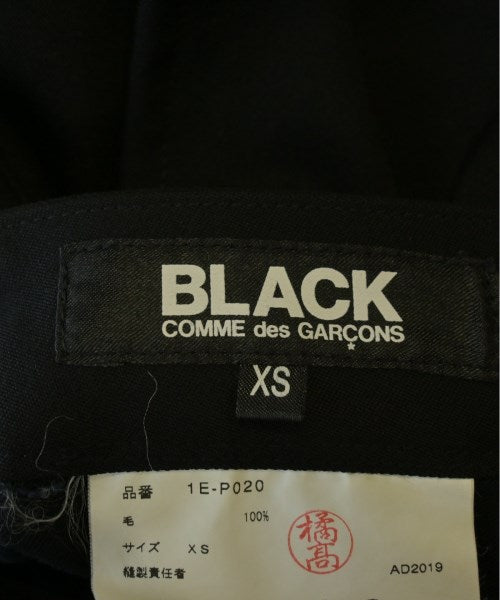 BLACK
COMME des GARÇONS
XS
品番 1E-P020
毛 100%
サイズ XS
縫製責任者
橘高
AD2019